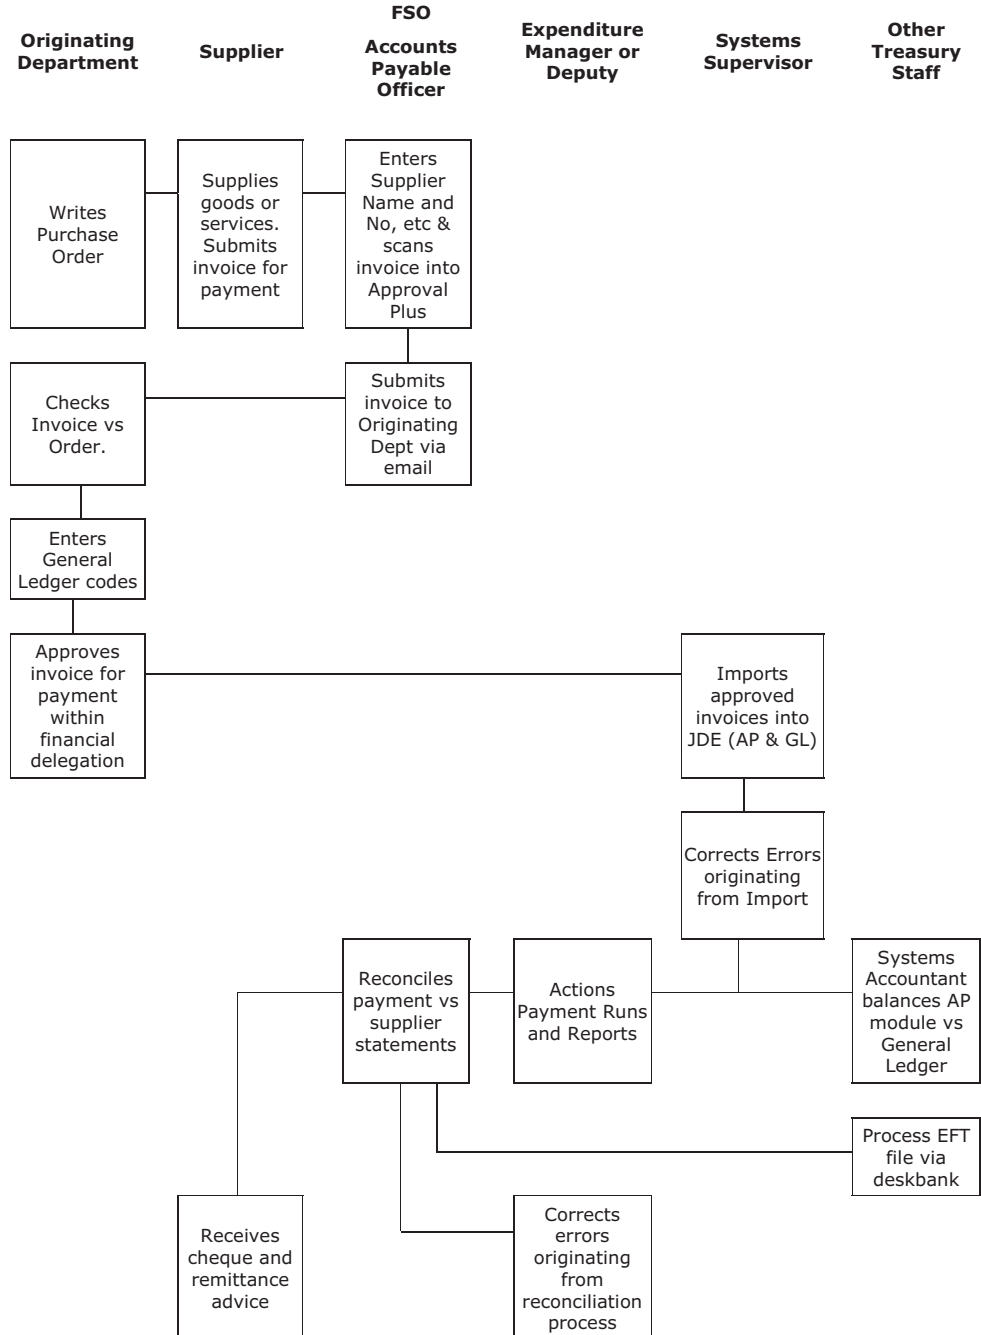 Originating
Department
Supplier
FSO
Accounts
Payable
Officer
Expenditure
Manager or
Deputy
Systems
Supervisor
Other
Treasury
Staff
Writes
Purchase
Order
Supplies
goods or
services.
Submits
invoice for
payment
Enters
Supplier
Name and
No, etc &
scans
invoice into
Approval
Plus
Checks
Invoice vs
Order.
Submits
invoice to
Originating
Dept via
email
Enters
General
Ledger codes
Approves
invoice for
payment
within
financial
delegation
Imports
approved
invoices into
JDE (AP & GL)
Corrects Errors
originating
from Import
Reconciles
payment vs
supplier
statements
Actions
Payment Runs
and Reports
Systems
Accountant
balances AP
module vs
General
Ledger
Process EFT
file via
deskbank
Receives
cheque and
remittance
advice
Corrects
errors
originating
from
reconciliation
process